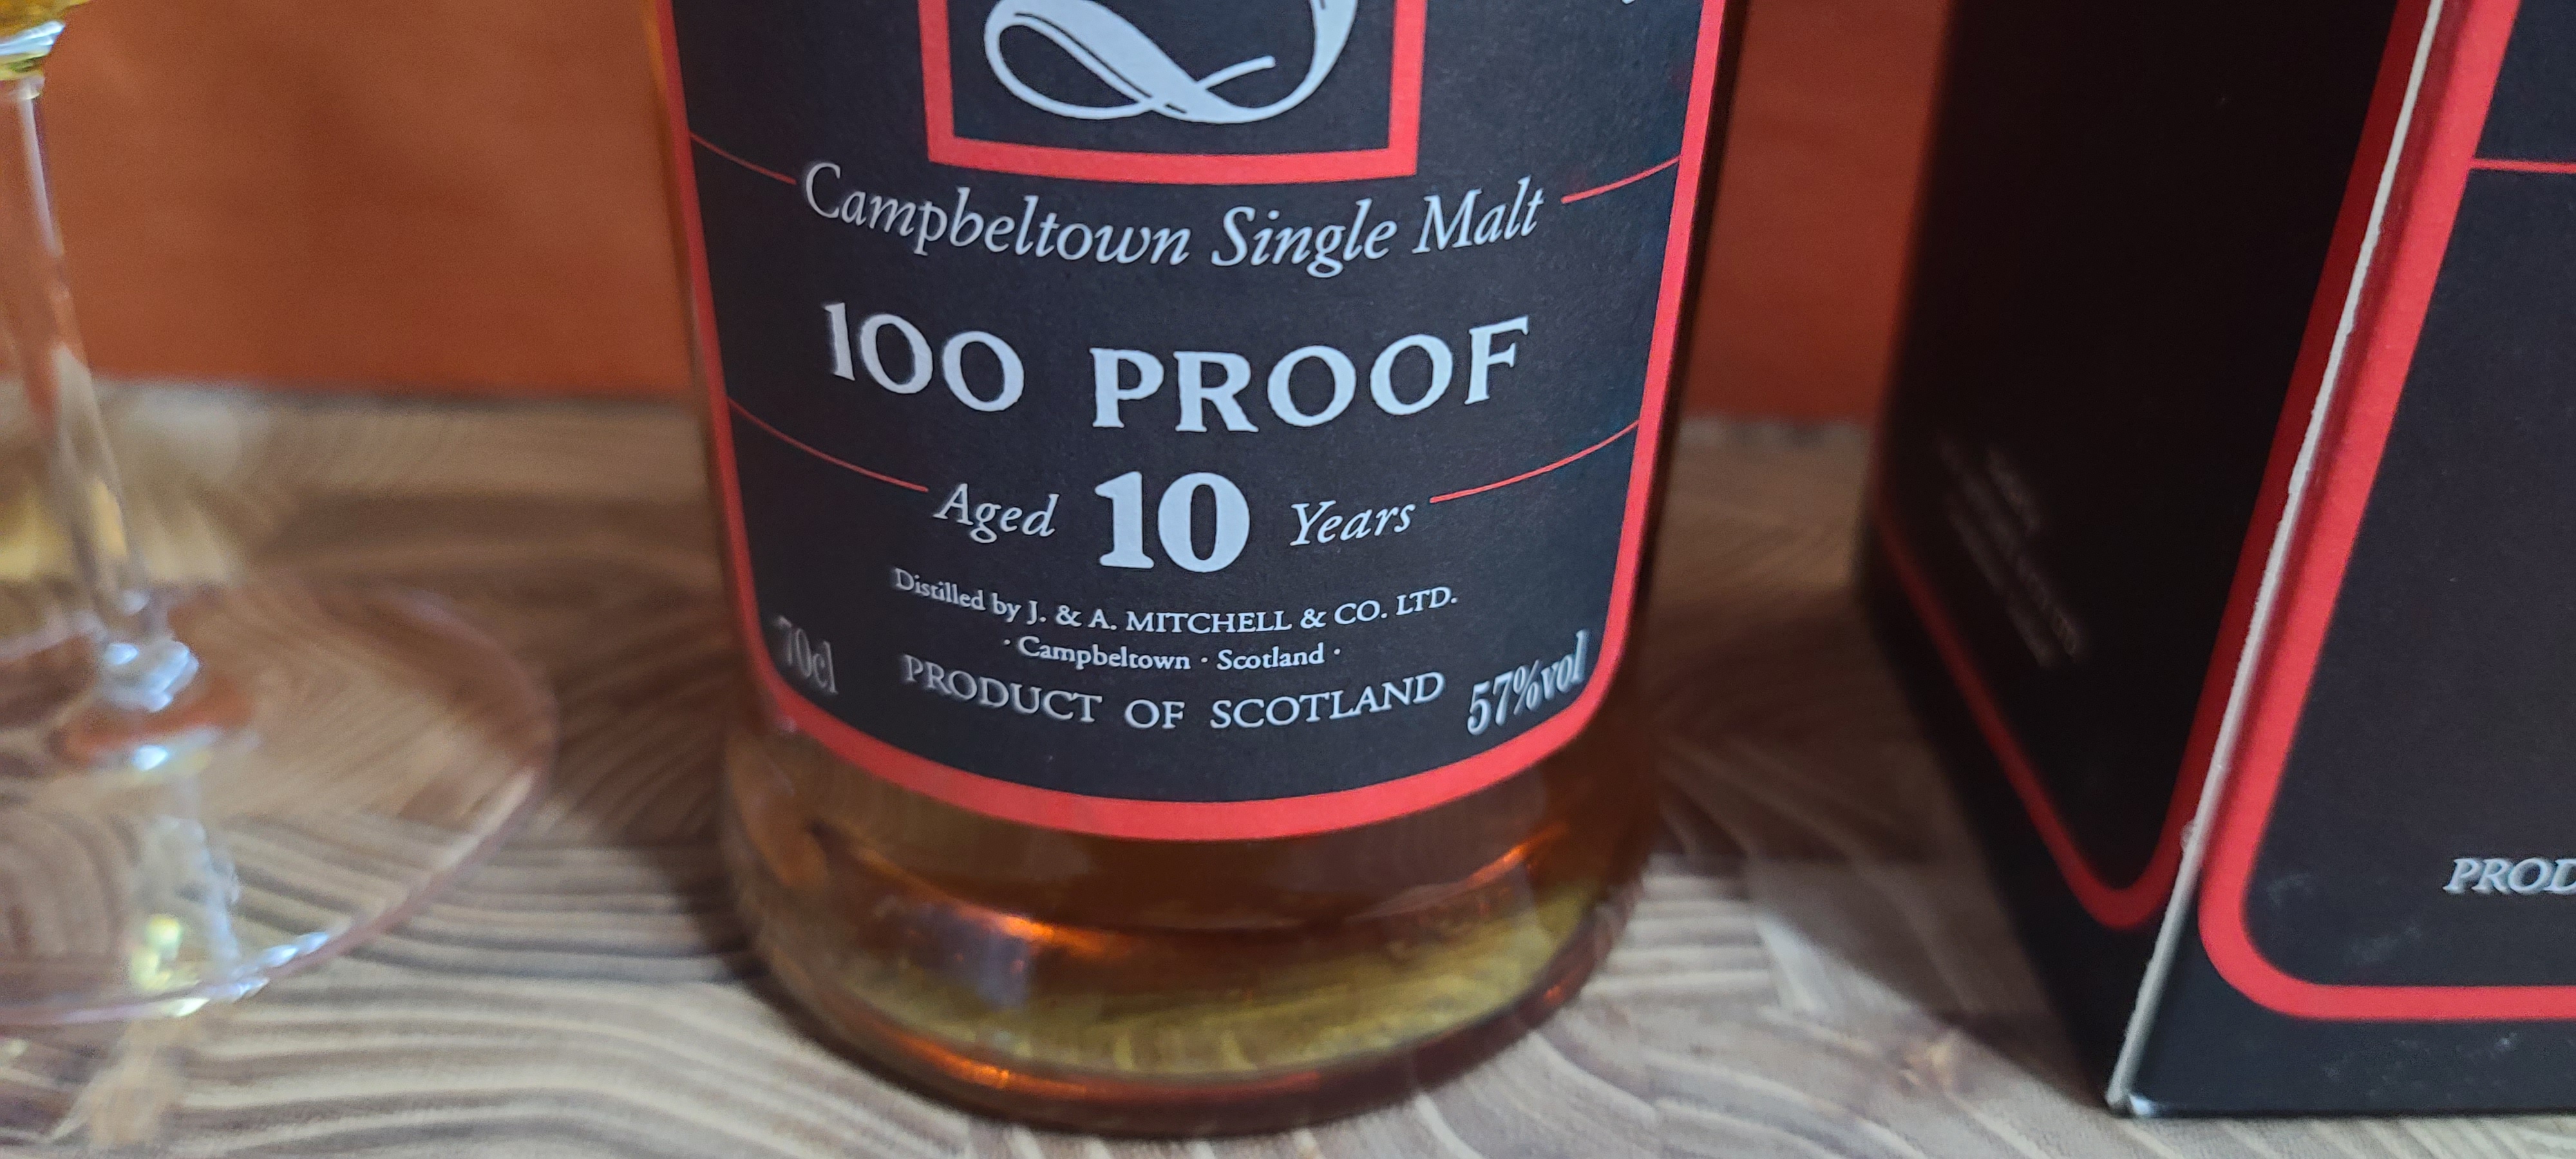 S
Campbeltown Single Malt
100 PROOF
Aged 10 Years
Distilled by J. & A. MITCHELL & CO. LTD.
· Campbeltown · Scotland ·
70cl
PRODUCT OF SCOTLAND
57%vol
PROD